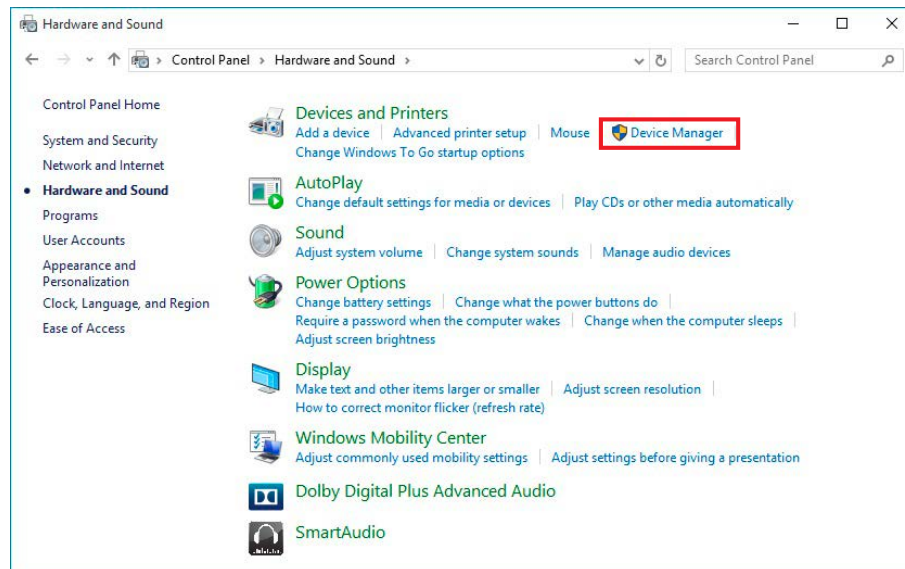 Hardware and Sound
Control Panel > Hardware and Sound >
Search Control Panel
Control Panel Home
System and Security
Network and Internet
Hardware and Sound
Programs
User Accounts
Appearance and
Personalization
Clock, Language, and Region
Ease of Access
Devices and Printers
Add a device | Advanced printer setup | Mouse | Device Manager
Change Windows To Go startup options
AutoPlay
Change default settings for media or devices | Play CDs or other media automatically
Sound
Adjust system volume | Change system sounds | Manage audio devices
Power Options
Change battery settings | Change what the power buttons do |
Require a password when the computer wakes | Change when the computer sleeps |
Adjust screen brightness
Display
Make text and other items larger or smaller | Adjust screen resolution |
How to correct monitor flicker (refresh rate)
Windows Mobility Center
Adjust commonly used mobility settings | Adjust settings before giving a presentation
Dolby Digital Plus Advanced Audio
SmartAudio